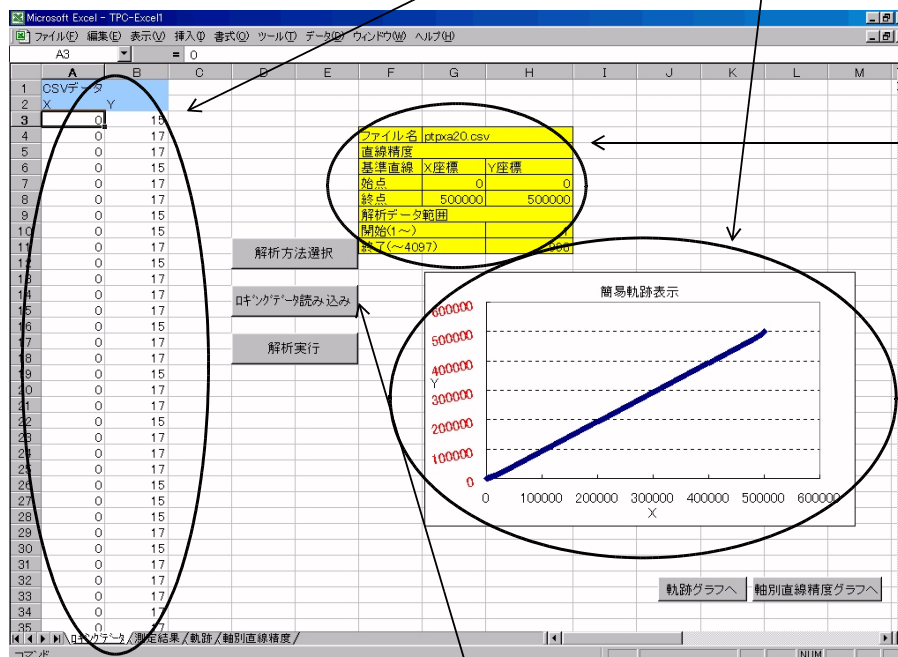 Microsoft Excel - TPC-Excel1
ファイル(F) 編集(E) 表示(V) 挿入(I) 書式(O) ツール(T) データ(D) ウィンドウ(W) ヘルプ(H)
A3 = 0
A B C D E F G H I J K L M
1 CSVデータ
2 X Y
3 0 15
4 0 17 ファイル名 ptpxa20.csv
5 0 17 直線精度
6 0 15 基準直線 X座標 Y座標
7 0 17 始点 0 0
8 0 17 終点 500000 500000
9 0 15 解析データ範囲
10 0 15 開始(1～)
11 0 17 終了(～4097)
12 0 15
解析方法選択
13 0 17
14 0 17
15 0 17
ロギングデータ読み込み
16 0 15
17 0 17
18 0 17
解析実行
19 0 15
20 0 17
21 0 17
22 0 15
23 0 17
24 0 17
25 0 17
26 0 15
27 0 15
28 0 15
29 0 17
30 0 15
31 0 17
32 0 17
33 0 17
34 0 17
35 0 17
簡易軌跡表示
600000
500000
400000
Y
300000
200000
100000
0
0 100000 200000 300000 400000 500000 600000
X
軌跡グラフへ 軸別直線精度グラフへ
ロギングデータ/測定結果/軌跡/軸別直線精度/
コマンド NUM